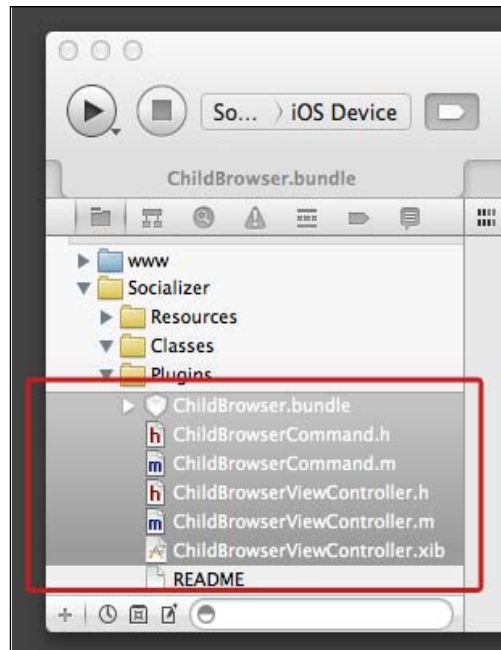 So... iOS Device
ChildBrowser.bundle
www
Socializer
Resources
Classes
Plugins
ChildBrowser.bundle
h ChildBrowserCommand.h
m ChildBrowserCommand.m
h ChildBrowserViewController.h
m ChildBrowserViewController.m
ChildBrowserViewController.xib
README